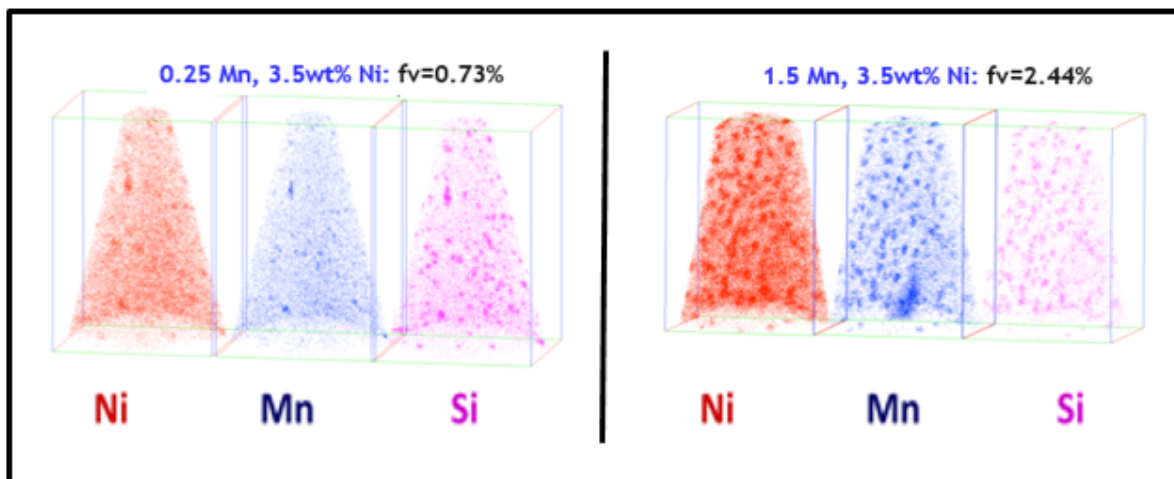 0.25 Mn, 3.5wt% Ni: fv=0.73%
Ni Mn Si
1.5 Mn, 3.5wt% Ni: fv=2.44%
Ni Mn Si